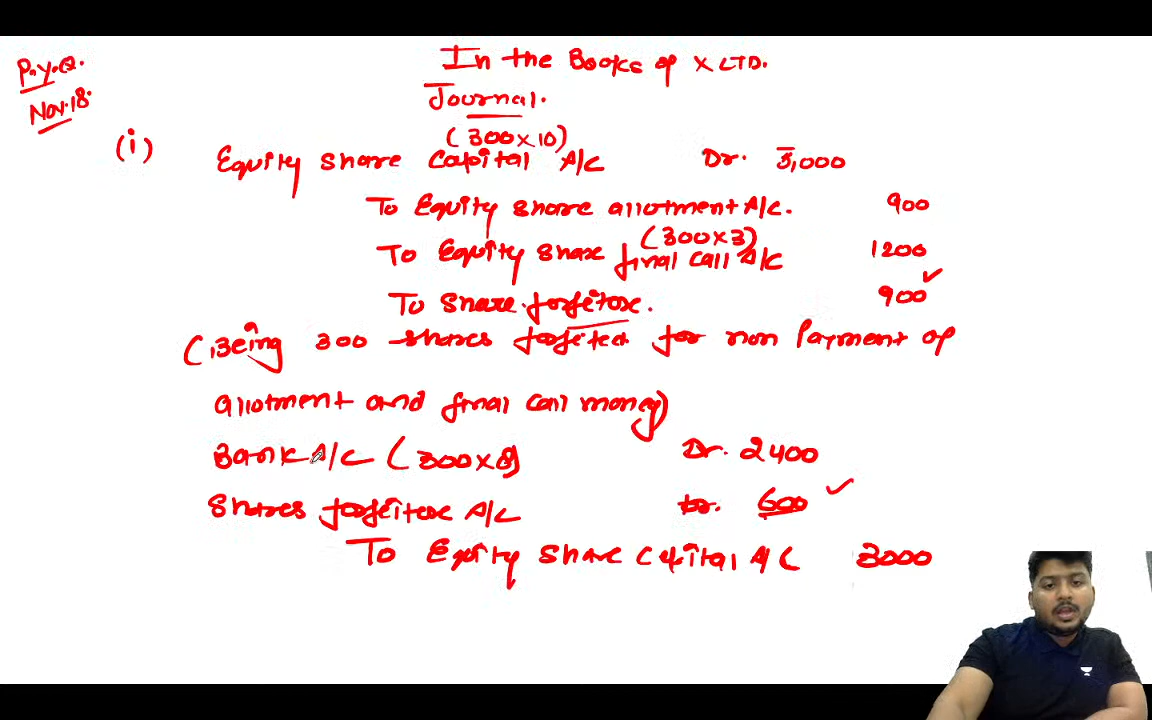 P.Y.Q.
Nov.18.
In the Books of X LTD.
Journal.
(300×10)
(i) Equity share capital A/C Dr. 3,000
To Equity share allotment A/C. 900
(300×3)
To Equity share final call A/C 1200
To Share forfeitore. 900
(Being 300 shares forfeited for non Payment of
allotment and final call money)
Bank A/C (300×8) Dr. 2400
Shares forfeitore A/C Dr. 600
To Equity share capital A/C 3000